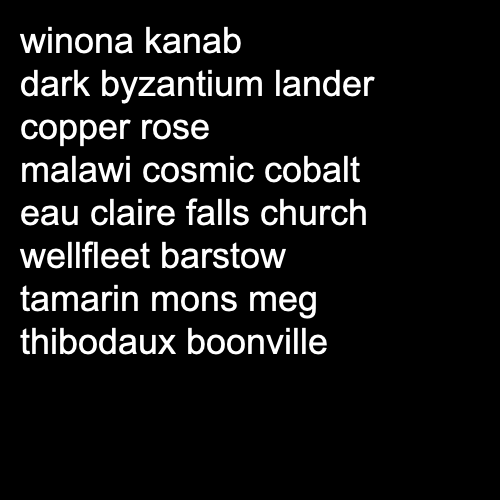 winona kanab
dark byzantium lander
copper rose
malawi cosmic cobalt
eau claire falls church
wellfleet barstow
tamarin mons meg
thibodaux boonville